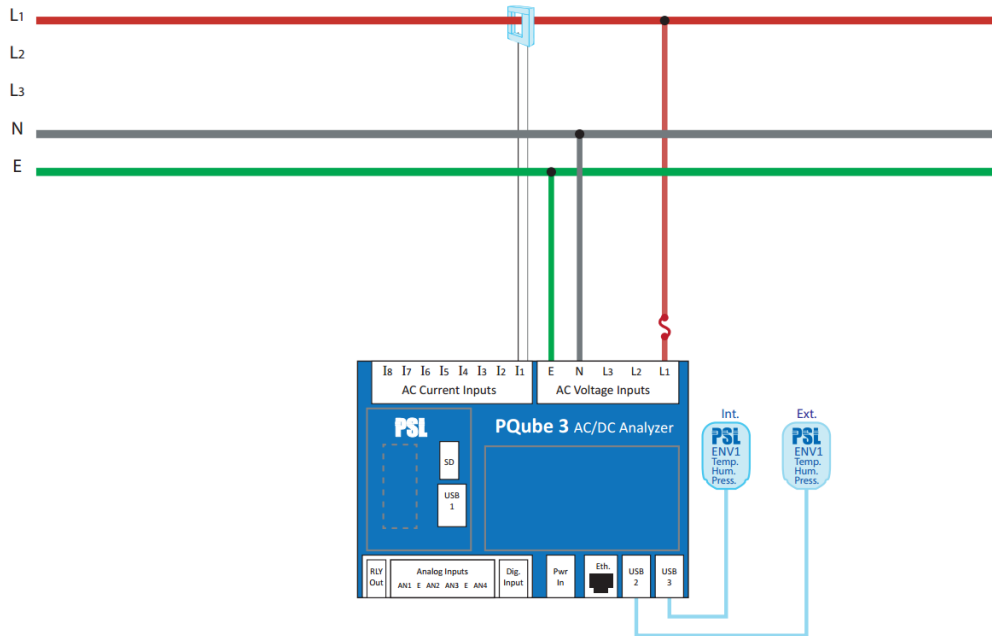 L1
L2
L3
N
E
I8 I7 I6 I5 I4 I3 I2 I1
AC Current Inputs
E N L3 L2 L1
AC Voltage Inputs
PSL
PQube 3 AC/DC Analyzer
SD
USB
1
Int.
PSL
ENV1
Temp.
Hum.
Press.
Ext.
PSL
ENV1
Temp.
Hum.
Press.
RLY
Out
Analog Inputs
AN1 E AN2 AN3 E AN4
Dig.
Input
Pwr
In
Eth.
USB
2
USB
3